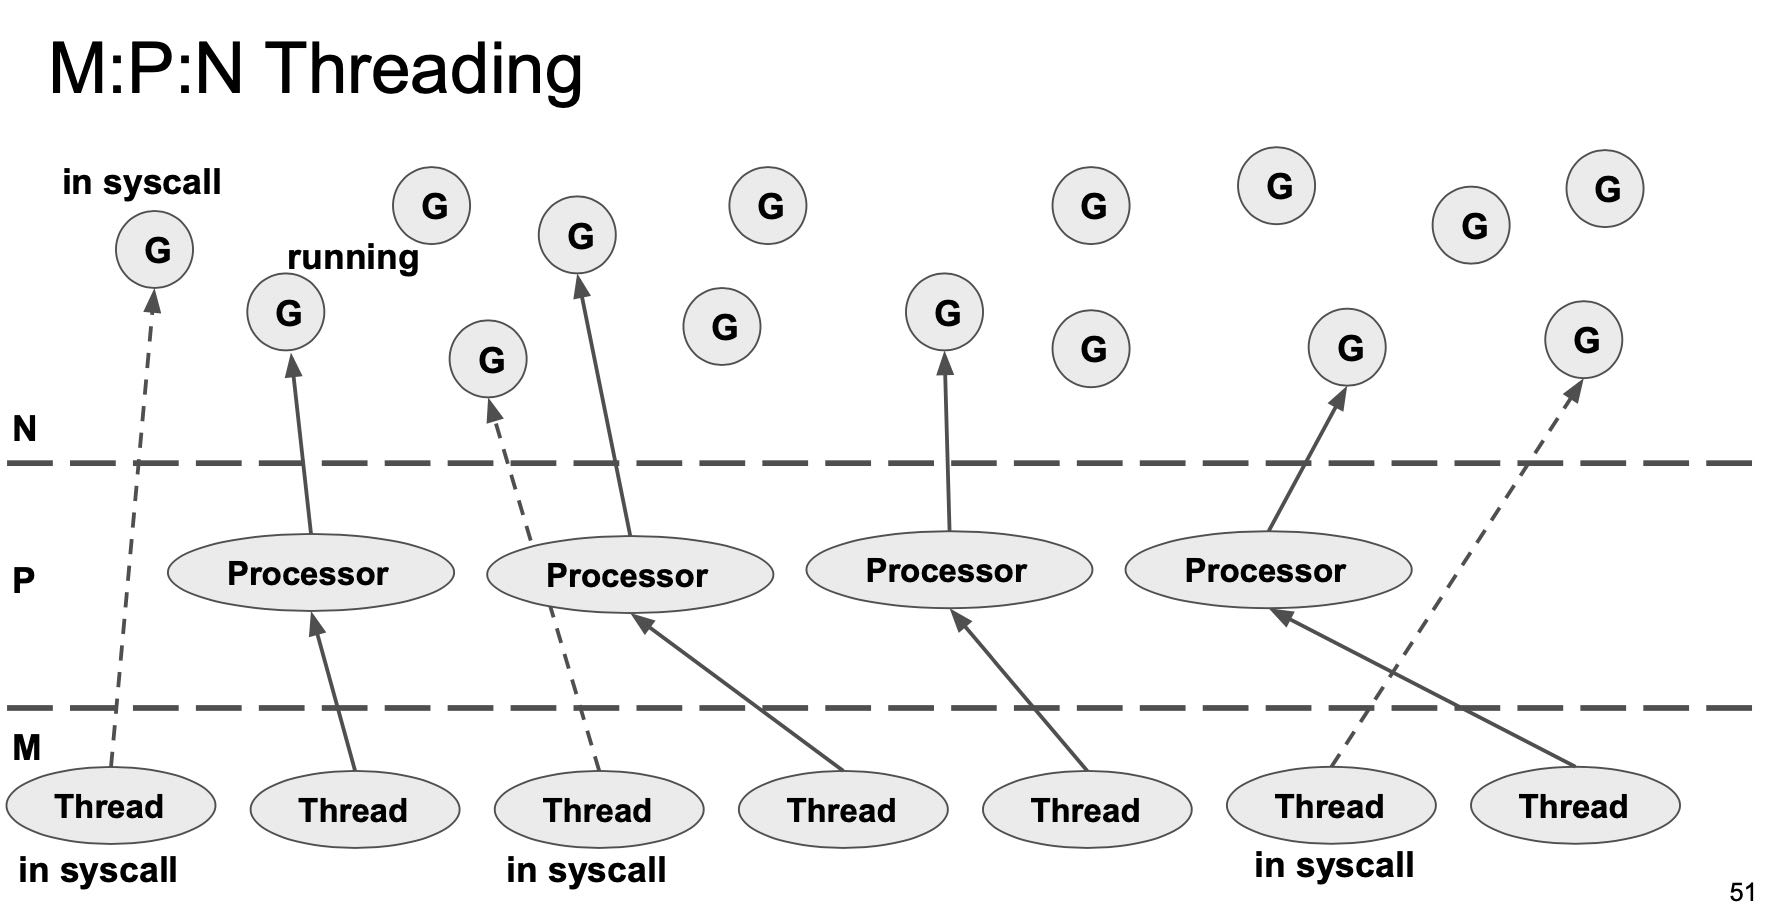 M:P:N Threading
in syscall
G
G
G
G
G
G
G
G
running
G
G
G
G
G
G
G
N
P
Processor
Processor
Processor
Processor
M
Thread
Thread
Thread
Thread
Thread
Thread
Thread
in syscall
in syscall
in syscall
51